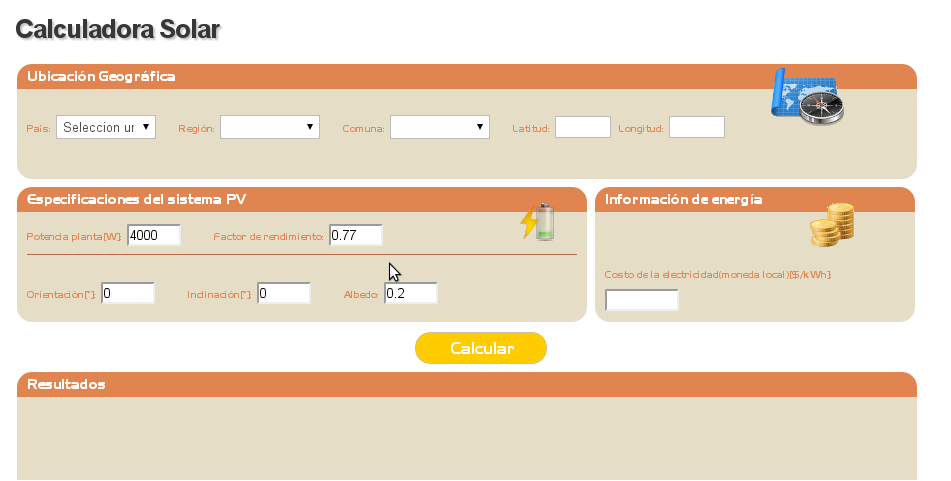 Calculadora Solar
Ubicación Geográfica
País: Seleccion ur Región: Comuna: Latitud: Longitud:
Especificaciones del sistema PV
Potencia planta[W]: 4000 Factor de rendimiento: 0.77
Orientación[°]: 0 Inclinación[°]: 0 Albedo: 0.2
Información de energía
Costo de la electricidad(moneda local)[$/kWh]:
Calcular
Resultados